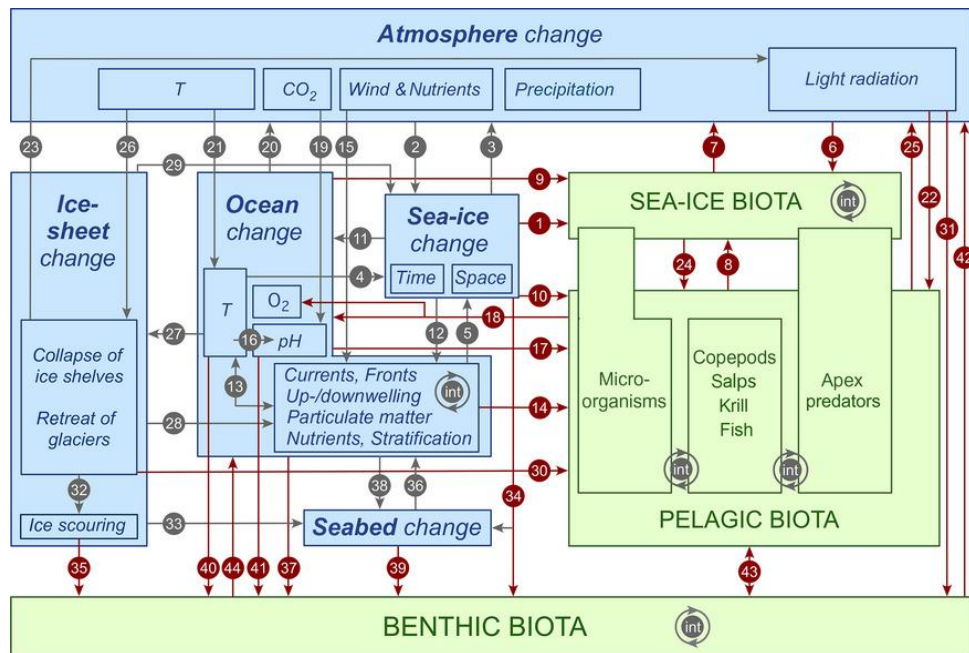 Atmosphere change
T
CO2
Wind & Nutrients
Precipitation
Light radiation
23
26
21
20
19
15
2
3
7
6
25
22
31
42
29
9
Ice-
sheet
change
Ocean
change
Sea-ice
change
Time
Space
11
1
4
10
SEA-ICE BIOTA
int
24
8
T
O2
pH
16
27
13
12
5
18
17
14
Collapse of
ice shelves
Retreat of
glaciers
28
30
Currents, Fronts
Up-/downwelling
Particulate matter
Nutrients, Stratification
int
Micro-
organisms
Copepods
Salps
Krill
Fish
Apex
predators
int
int
PELAGIC BIOTA
32
Ice scouring
33
38
36
34
Seabed change
35
40
44
41
37
39
43
BENTHIC BIOTA
int